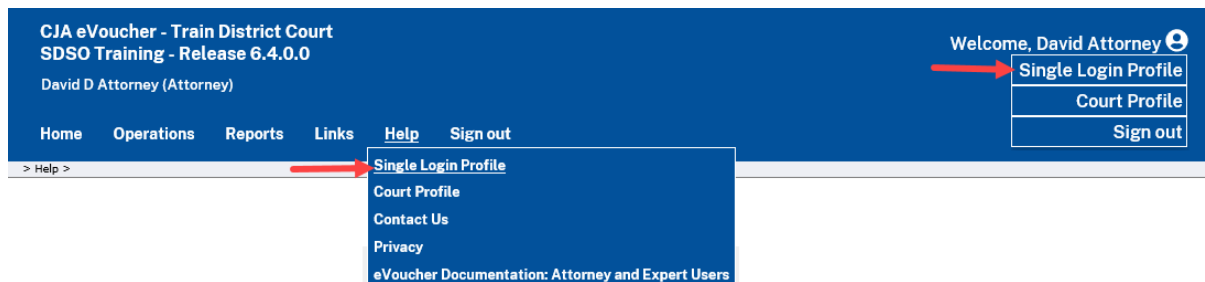 CJA eVoucher - Train District Court
SDSO Training - Release 6.4.0.0
David D Attorney (Attorney)
Welcome, David Attorney
Single Login Profile
Court Profile
Sign out
Home Operations Reports Links Help Sign out
> Help >
Single Login Profile
Court Profile
Contact Us
Privacy
eVoucher Documentation: Attorney and Expert Users